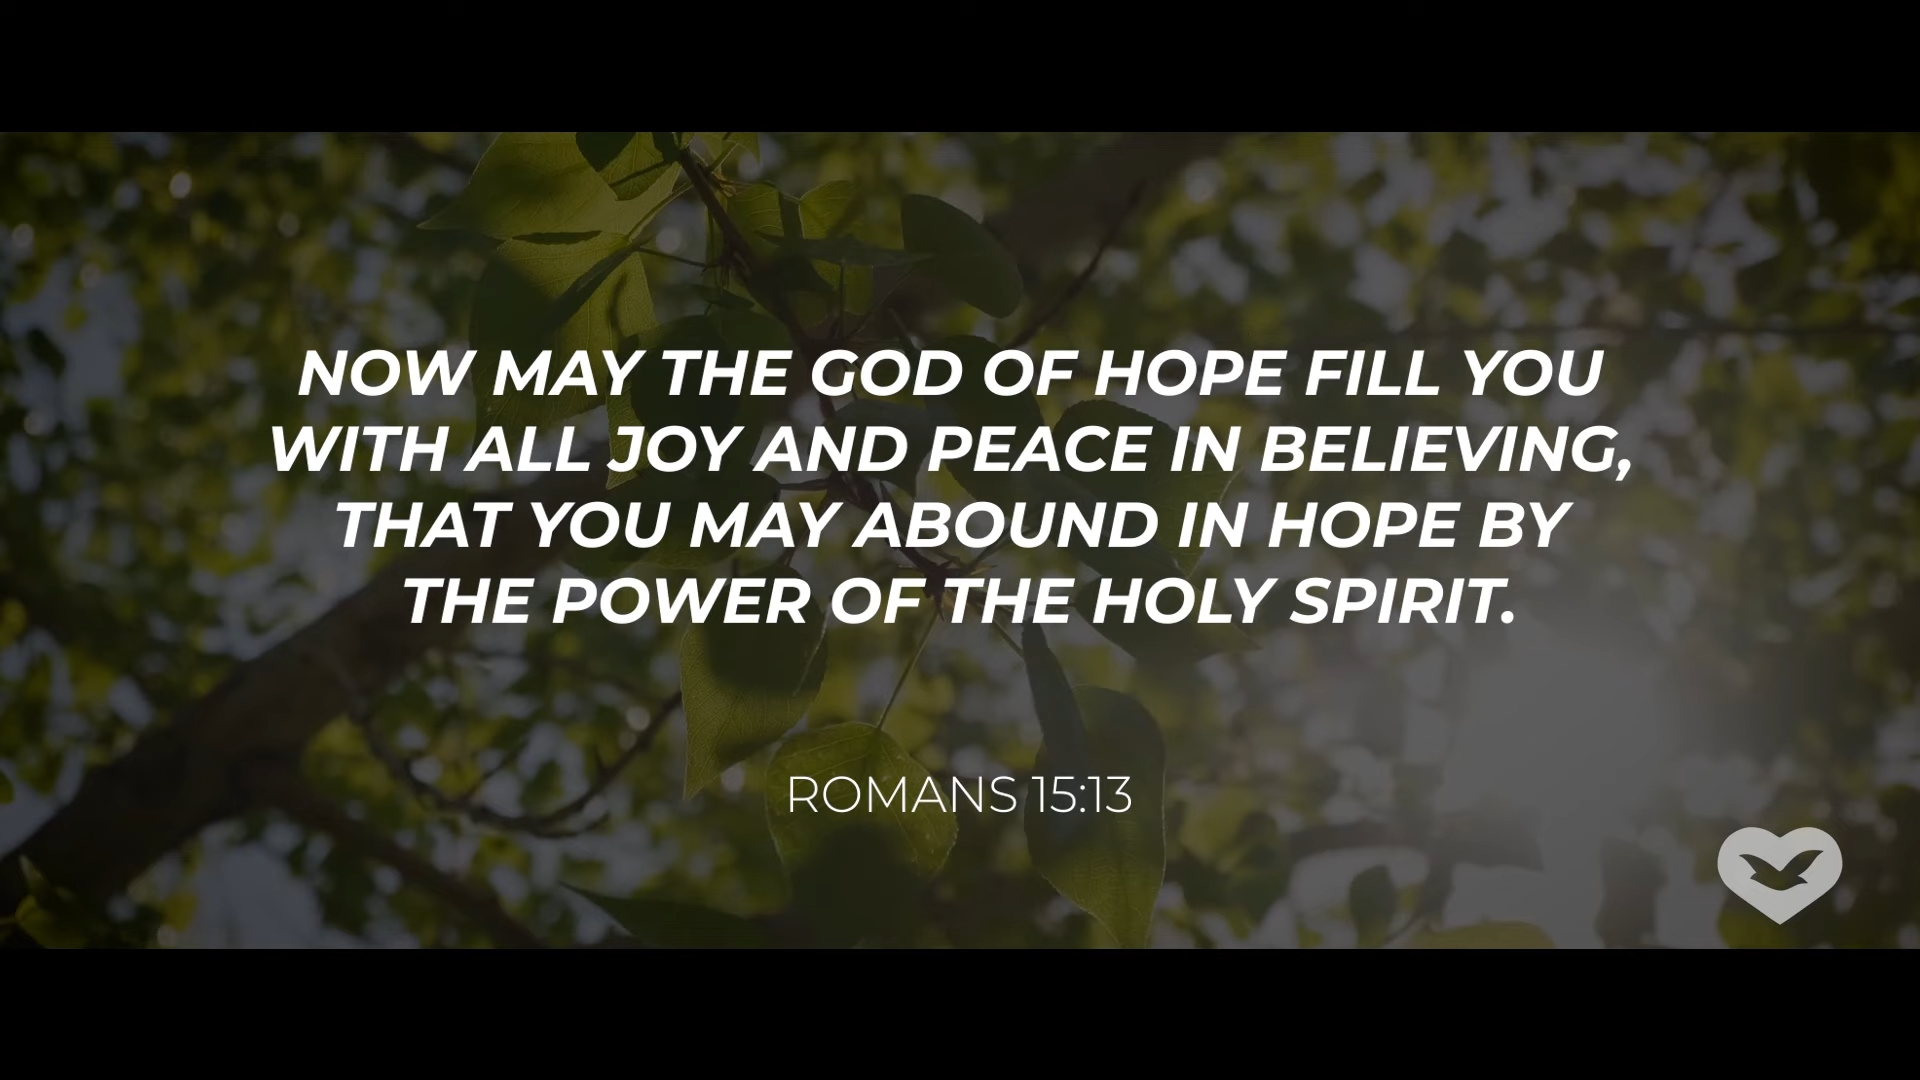 NOW MAY THE GOD OF HOPE FILL YOU
WITH ALL JOY AND PEACE IN BELIEVING,
THAT YOU MAY ABOUND IN HOPE BY
THE POWER OF THE HOLY SPIRIT.
ROMANS 15:13